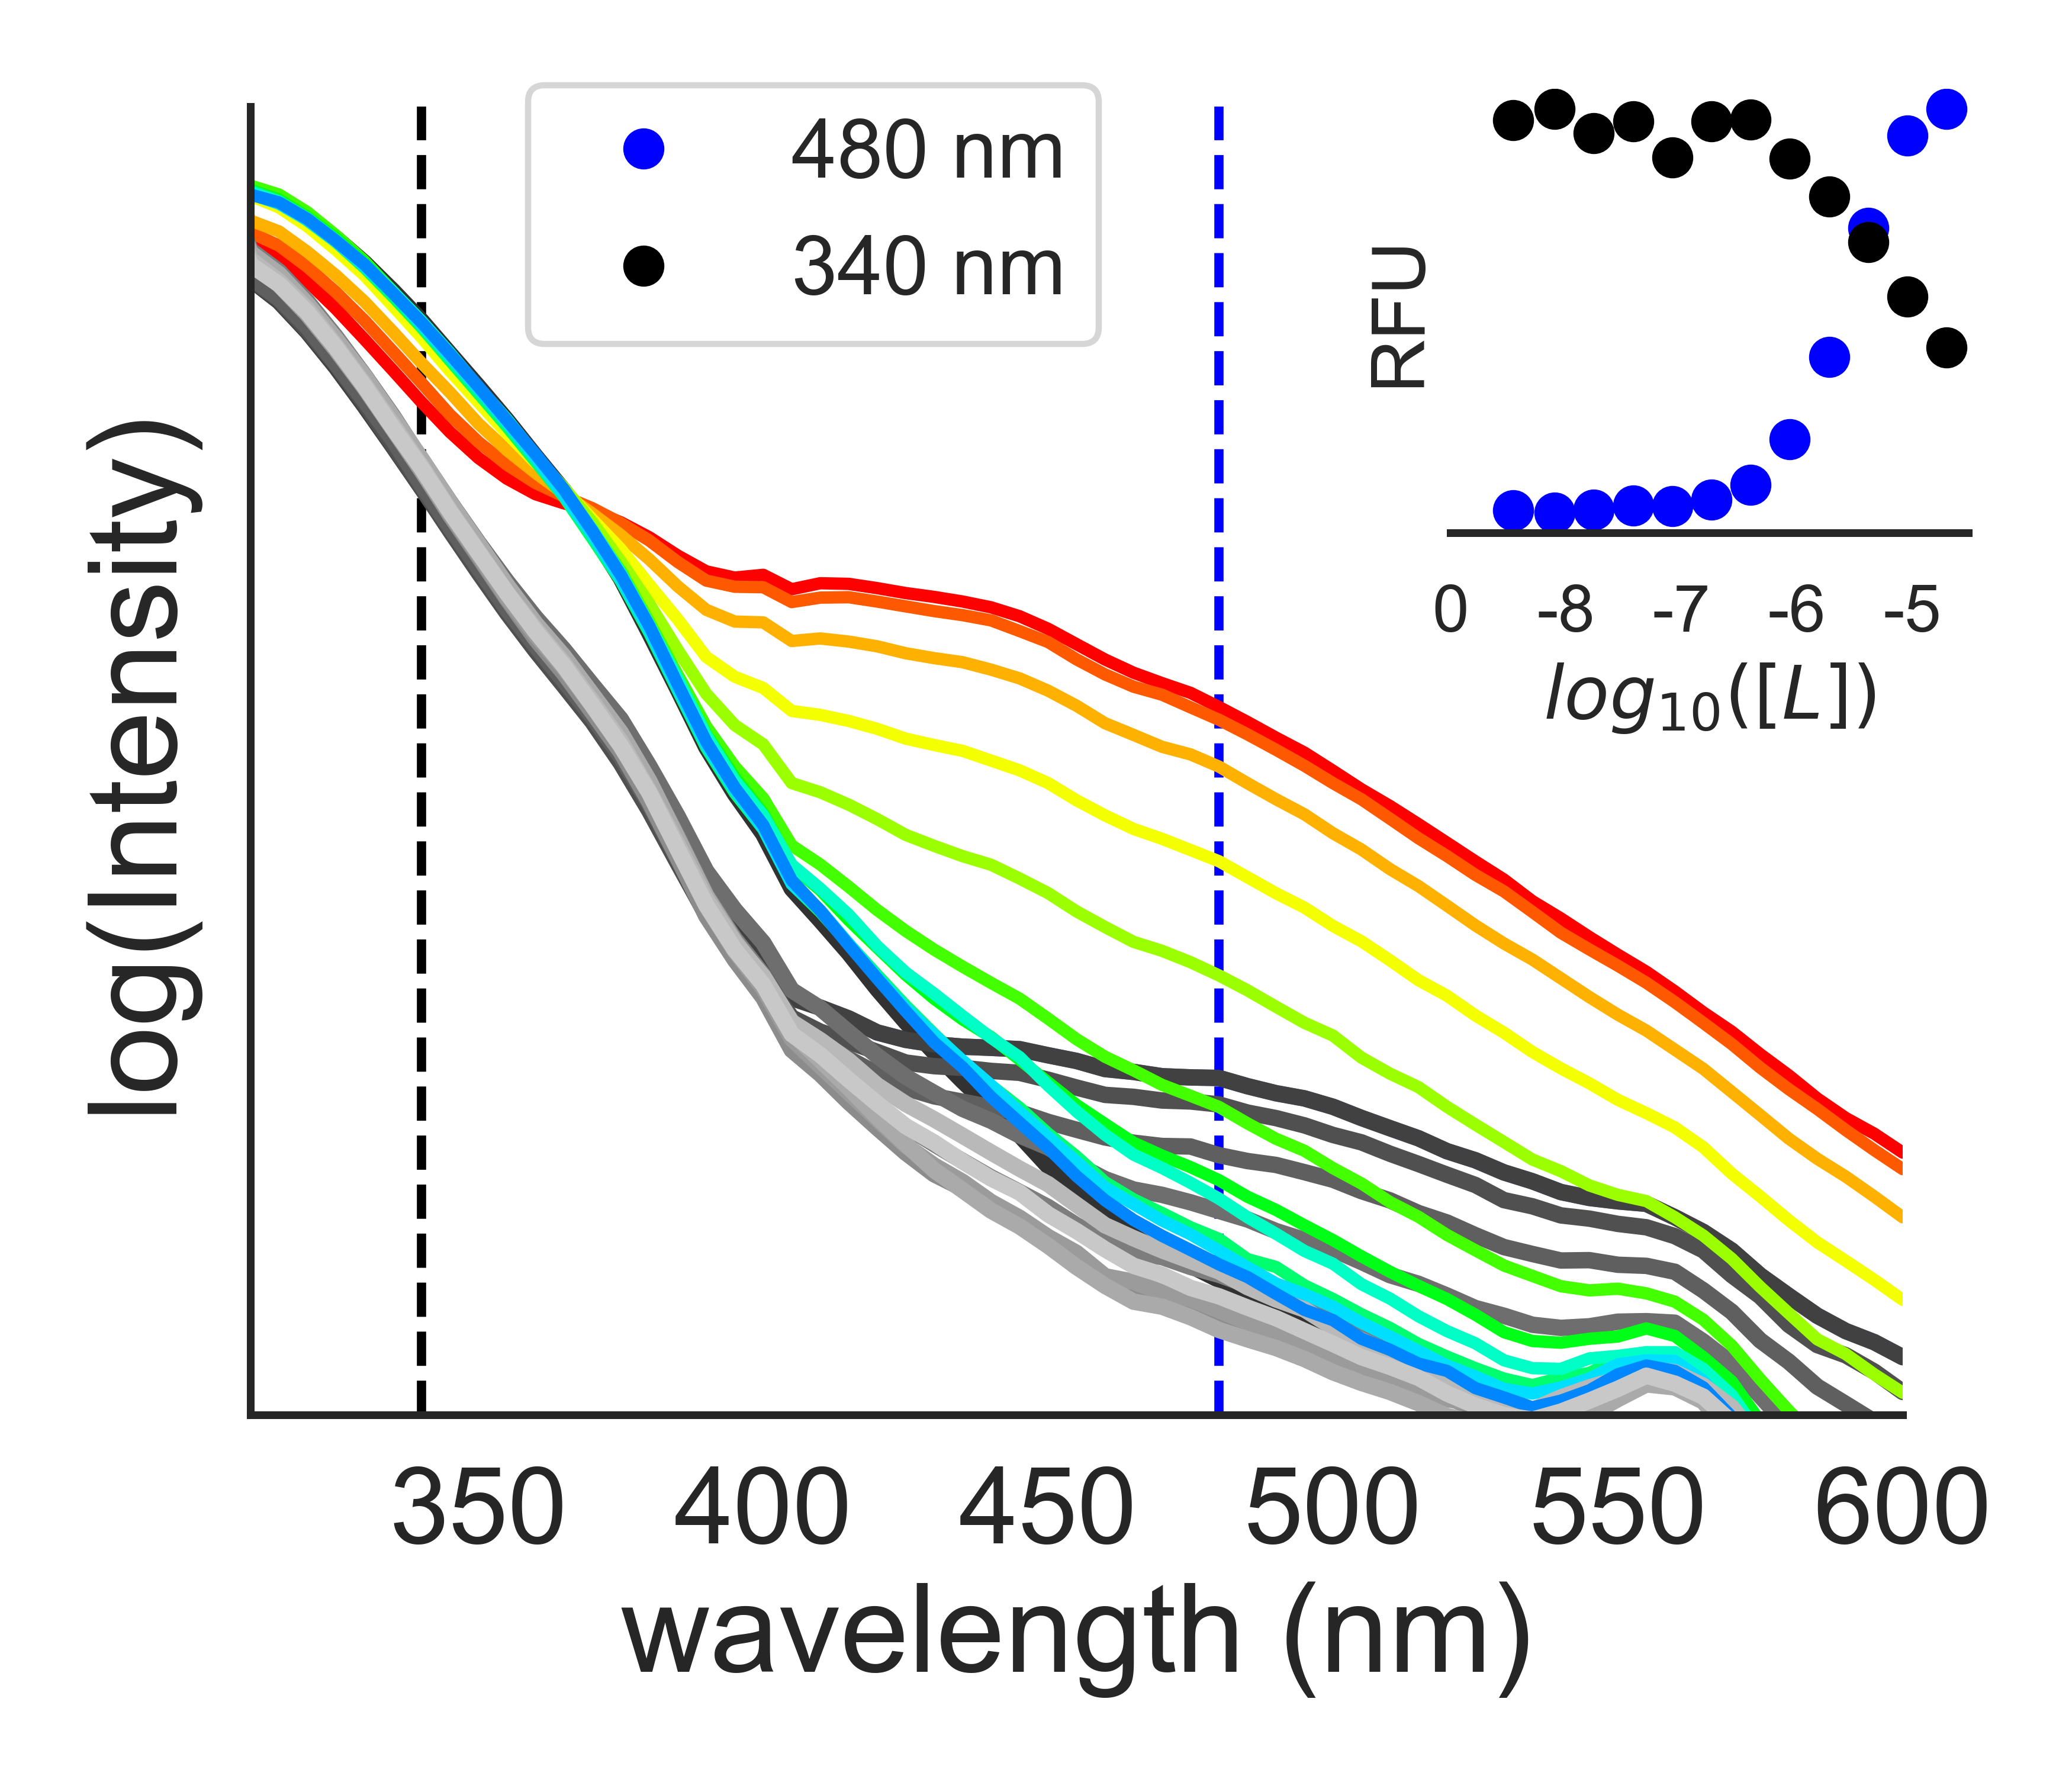 480 nm
340 nm
RFU
0 -8 -7 -6 -5
log10([L])
log(Intensity)
350 400 450 500 550 600
wavelength (nm)